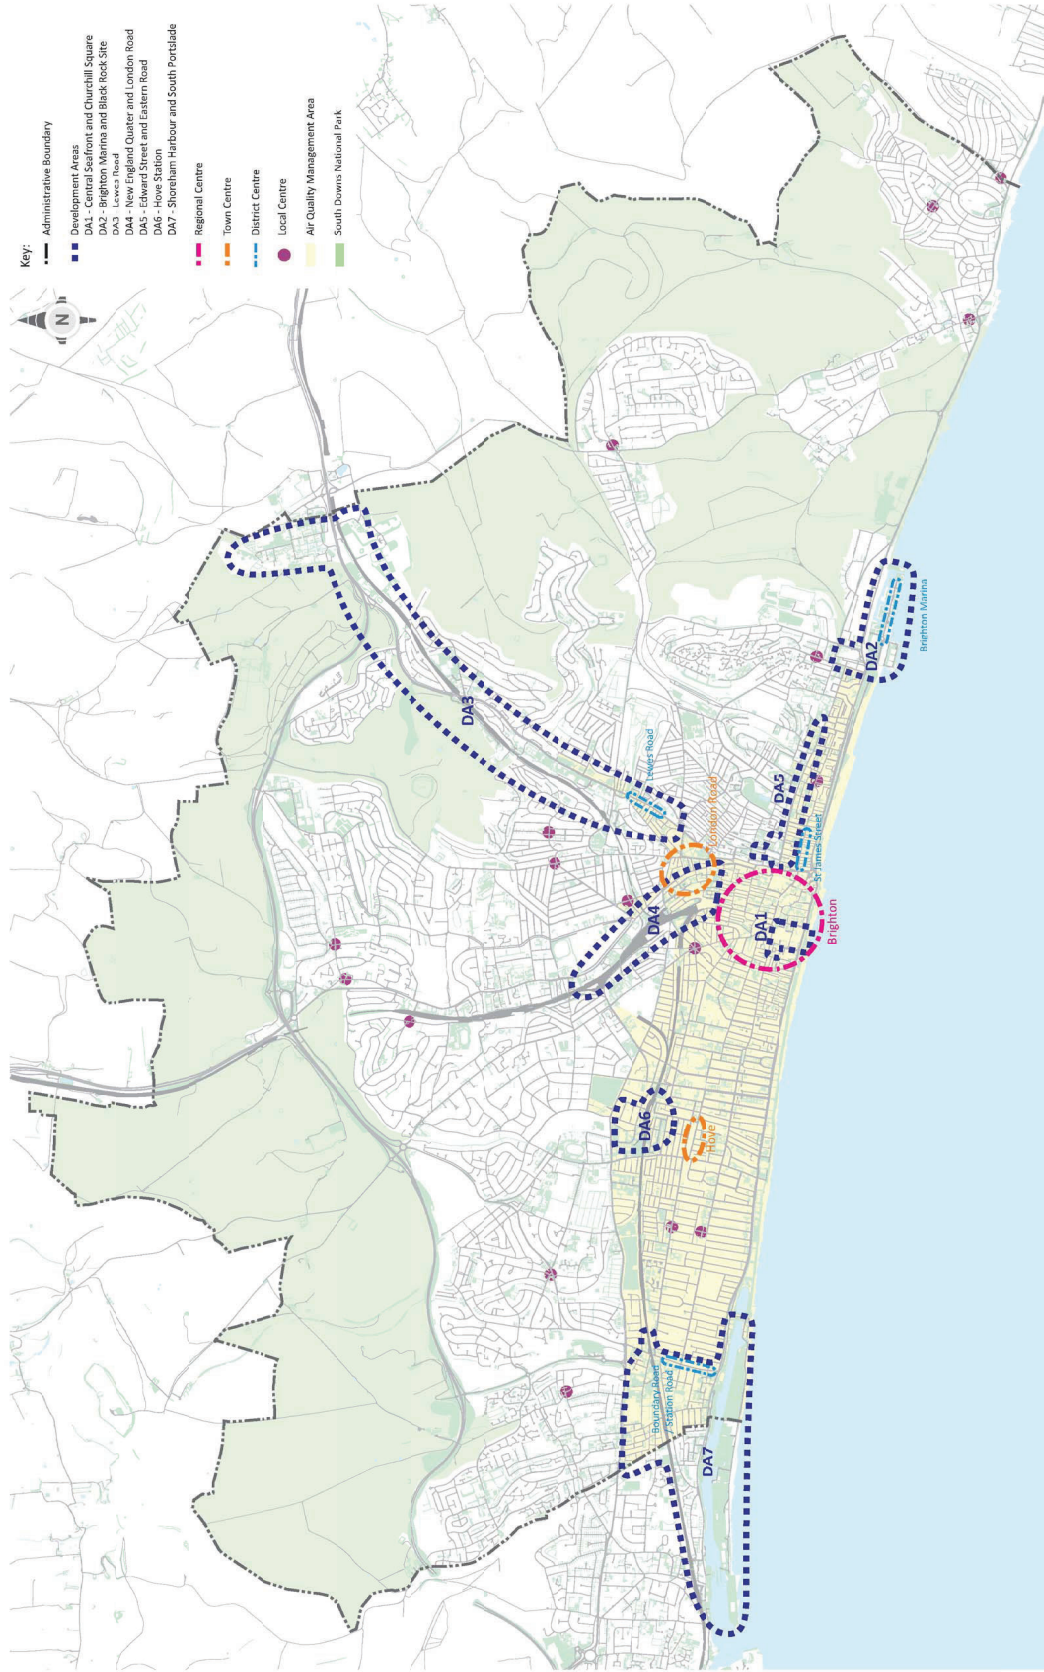 Key:
Administrative Boundary
Development Areas
DA1 - Central Seafront and Churchill Square
DA2 - Brighton Marina and Black Rock Site
DA3 - Lewes Road
DA4 - New England Quater and London Road
DA5 - Edward Street and Eastern Road
DA6 - Hove Station
DA7 - Shoreham Harbour and South Portslade
Regional Centre
Town Centre
District Centre
Local Centre
Air Quality Management Area
South Downs National Park
N
DA3
Lewes Road
London Road
DA4
DA6
Hove
Boundary Road
/ Station Road
DA7
DA1
Brighton
DA5
St James Street
DA2
Brighton Marina